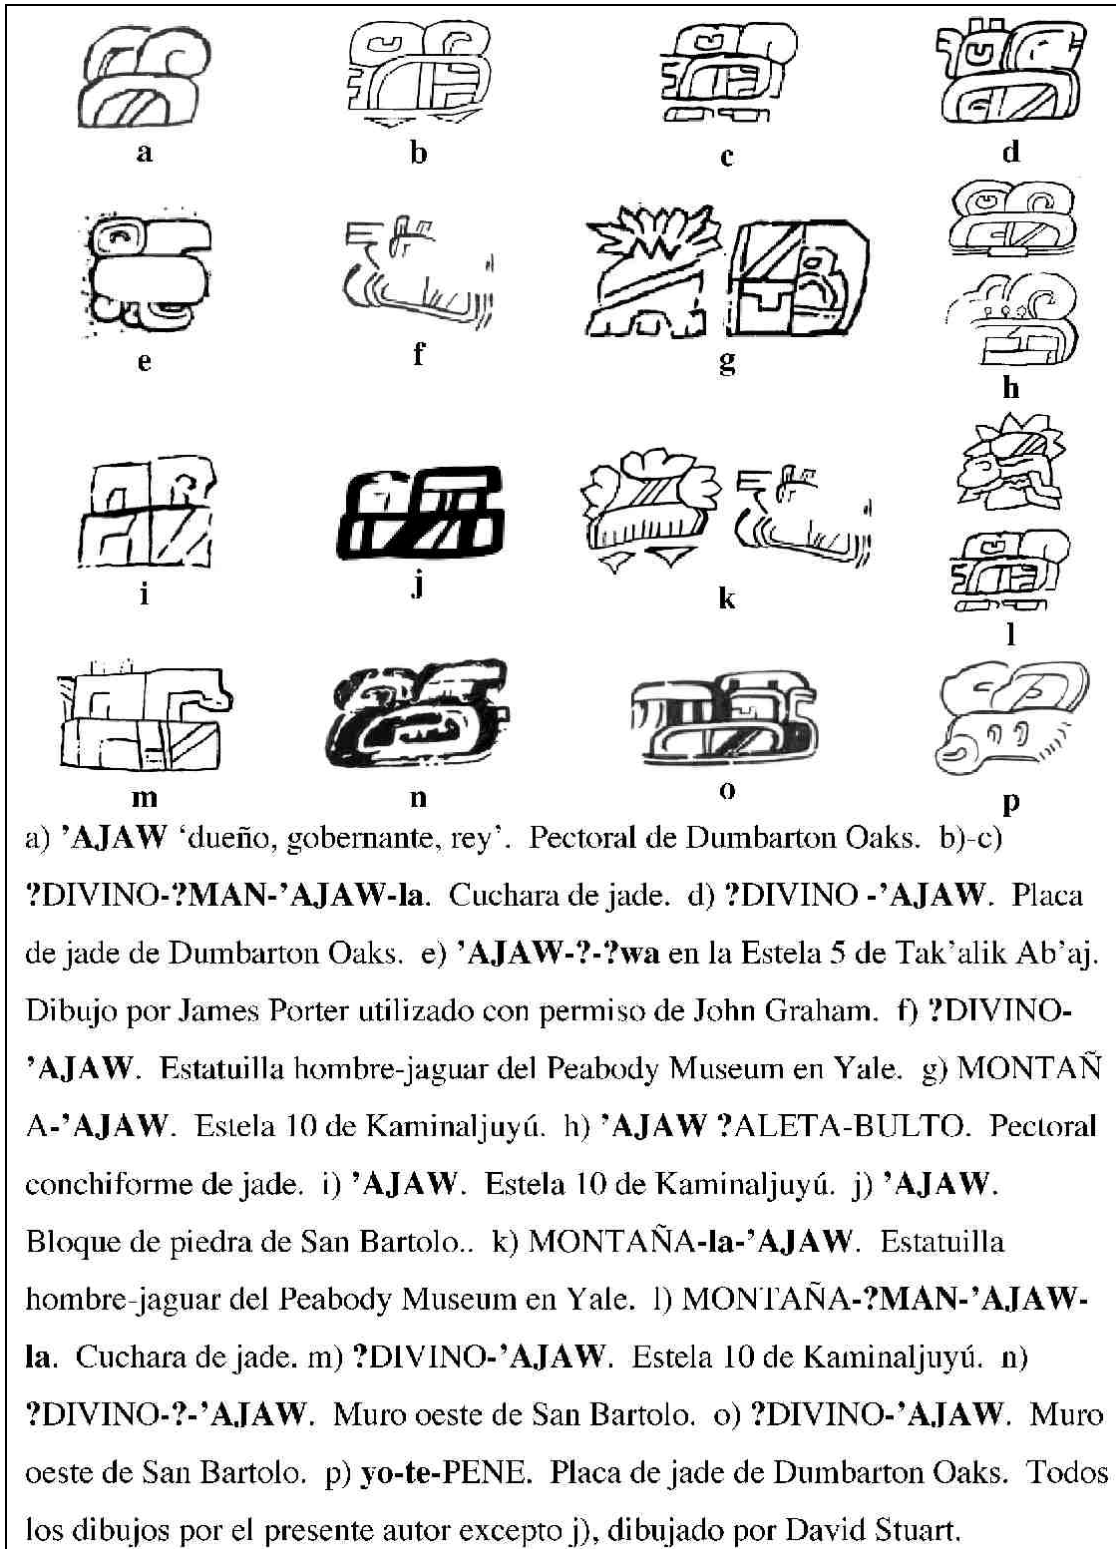 a b c d
e f g h
i j k l
m n o p
a) ’AJAW ‘dueño, gobernante, rey’. Pectoral de Dumbarton Oaks. b)-c)
?DIVINO-?MAN-’AJAW-la. Cuchara de jade. d) ?DIVINO -’AJAW. Placa
de jade de Dumbarton Oaks. e) ’AJAW-?-?wa en la Estela 5 de Tak’alik Ab’aj.
Dibujo por James Porter utilizado con permiso de John Graham. f) ?DIVINO-
’AJAW. Estatuilla hombre-jaguar del Peabody Museum en Yale. g) MONTAÑ
A-’AJAW. Estela 10 de Kaminaljuyú. h) ’AJAW ?ALETA-BULTO. Pectoral
conchiforme de jade. i) ’AJAW. Estela 10 de Kaminaljuyú. j) ’AJAW.
Bloque de piedra de San Bartolo.. k) MONTAÑA-la-’AJAW. Estatuilla
hombre-jaguar del Peabody Museum en Yale. l) MONTAÑA-?MAN-’AJAW-
la. Cuchara de jade. m) ?DIVINO-’AJAW. Estela 10 de Kaminaljuyú. n)
?DIVINO-?-’AJAW. Muro oeste de San Bartolo. o) ?DIVINO-’AJAW. Muro
oeste de San Bartolo. p) yo-te-PENE. Placa de jade de Dumbarton Oaks. Todos
los dibujos por el presente autor excepto j), dibujado por David Stuart.